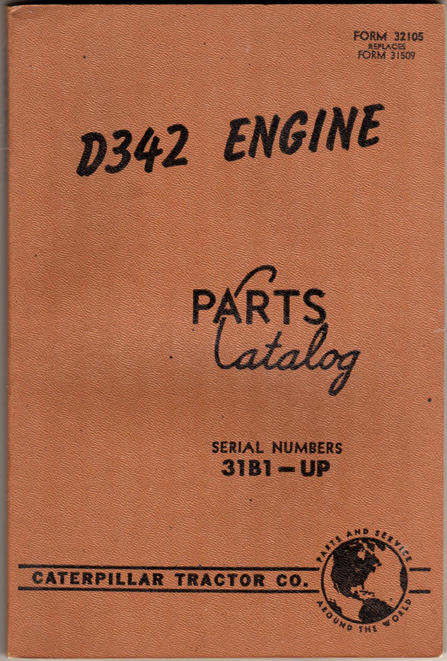 FORM 32105
REPLACES
FORM 31509
D342 ENGINE
PARTS
Catalog
SERIAL NUMBERS
31B1 – UP
CATERPILLAR TRACTOR CO.
PARTS AND SERVICE
AROUND THE WORLD